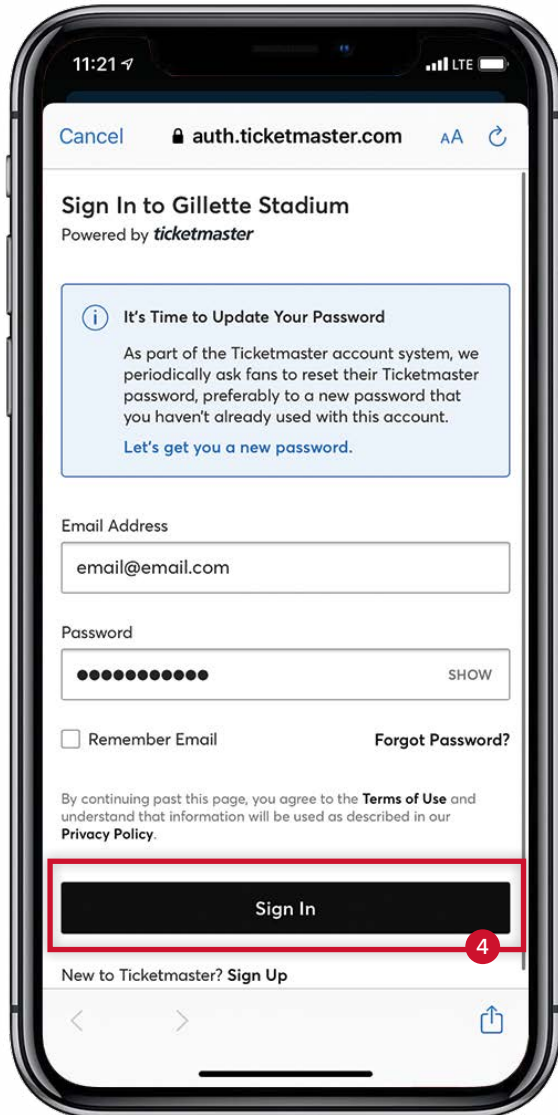 11:21 LTE
Cancel auth.ticketmaster.com AA
Sign In to Gillette Stadium
Powered by ticketmaster
i It's Time to Update Your Password
As part of the Ticketmaster account system, we
periodically ask fans to reset their Ticketmaster
password, preferably to a new password that
you haven't already used with this account.
Let's get you a new password.
Email Address
email@email.com
Password
SHOW
Remember Email Forgot Password?
By continuing past this page, you agree to the Terms of Use and
understand that information will be used as described in our
Privacy Policy.
Sign In
4
New to Ticketmaster? Sign Up